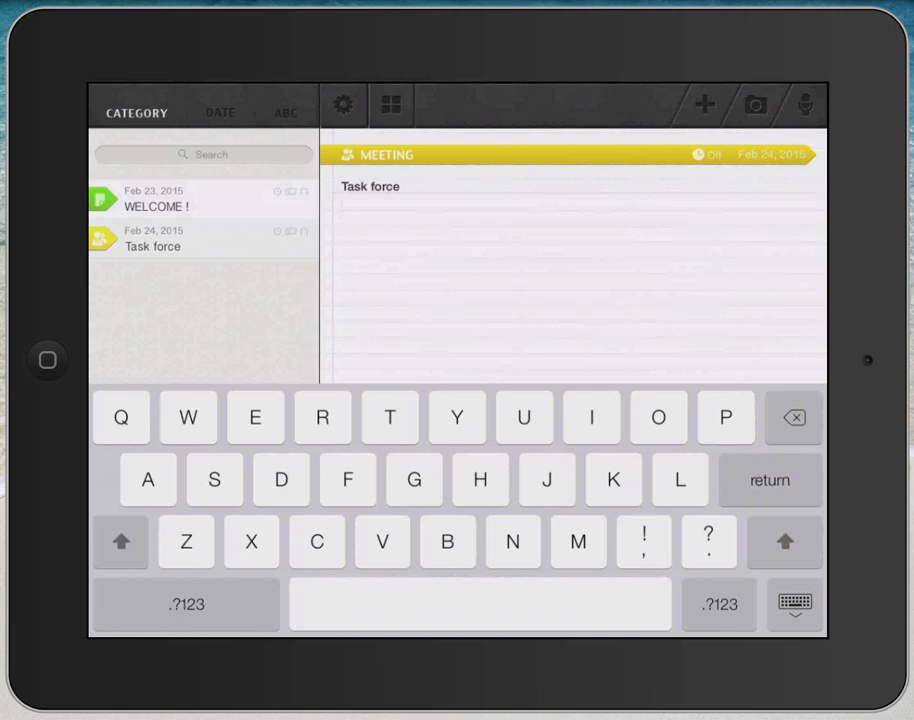 CATEGORY DATE ABC
Search
Feb 23, 2015
WELCOME !
Feb 24, 2015
Task force
MEETING Off Feb 24, 2015
Task force
Q W E R T Y U I O P
A S D F G H J K L return
Z X C V B N M ! , ? .
.?123 .?123